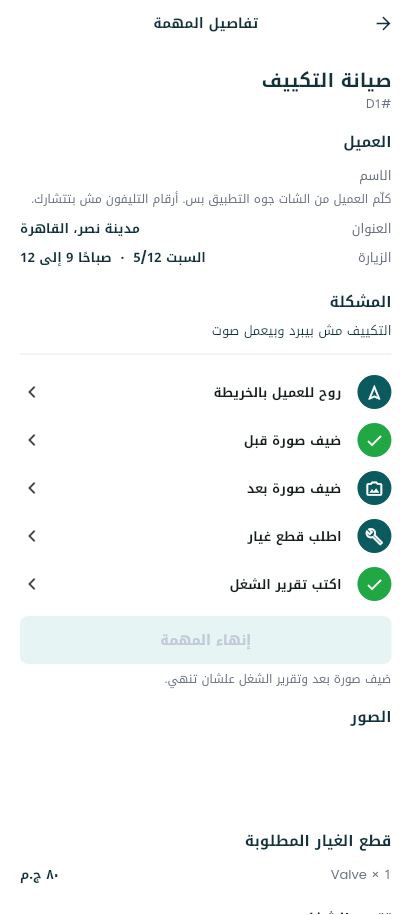 تفاصيل المهمة
صيانة التكييف
D1#
العميل
الاسم
كلّم العميل من الشات جوه التطبيق بس. أرقام التليفون مش بتتشارك.
العنوان مدينة نصر، القاهرة
الزيارة السبت 5/12 · صباحًا 9 إلى 12
المشكلة
التكييف مش بيبرد وبيعمل صوت
روح للعميل بالخريطة
ضيف صورة قبل
ضيف صورة بعد
اطلب قطع غيار
اكتب تقرير الشغل
إنهاء المهمة
ضيف صورة بعد وتقرير الشغل علشان تنهي.
الصور
قطع الغيار المطلوبة
Valve × 1 ٨٠ ج.م